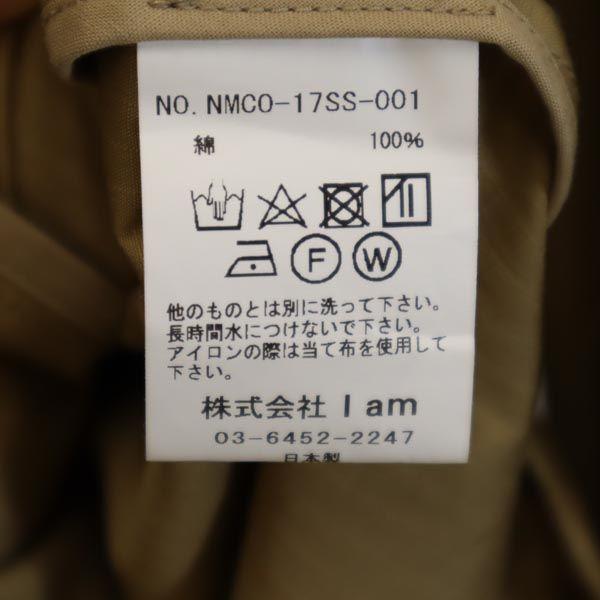 NO. NMCO-17SS-001
綿 100%
F W
他のものとは別に洗って下さい。
長時間水につけないで下さい。
アイロンの際は当て布を使用して
下さい。
株式会社 I am
03-6452-2247
日本製